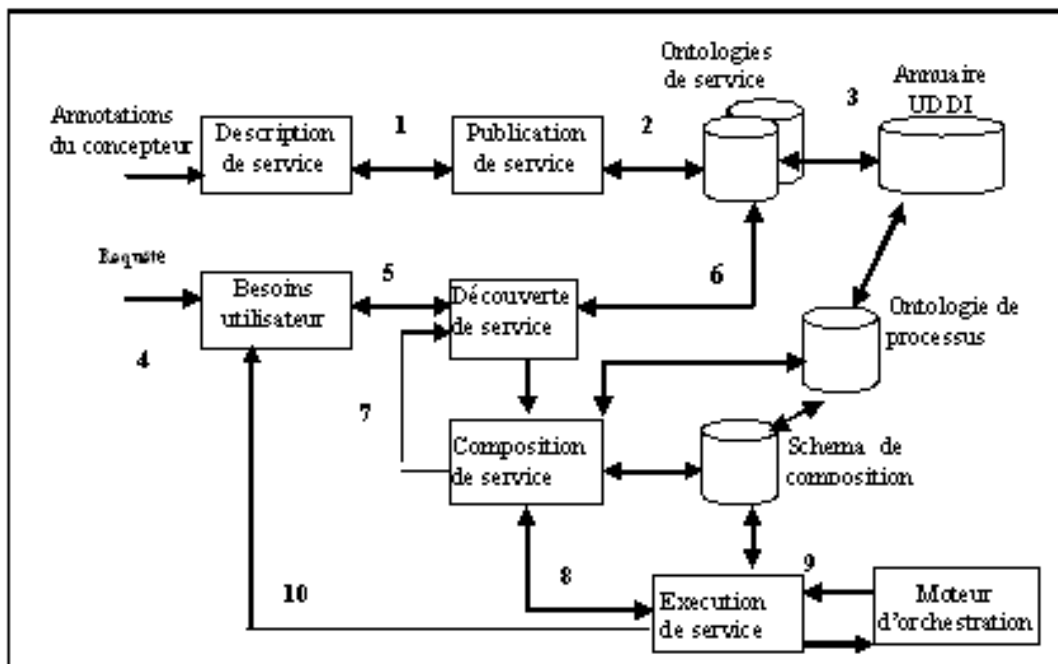 Ontologies
de service
3
Annuaire
UDDI
Annotations
du concepteur
Description
de service
1
Publication
de service
2
Requste
Besoins
utilisateur
5
Découverte
de service
6
Ontologie de
processus
4
7
Composition
de service
Schema de
composition
8
9
10
Execution
de service
Moteur
d'orchestration